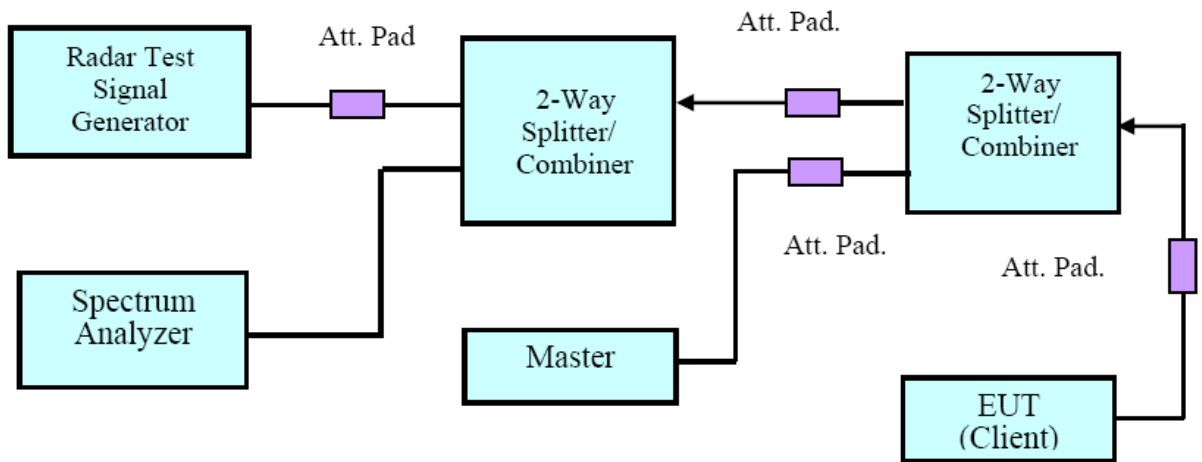 Radar Test
Signal
Generator
Att. Pad
2-Way
Splitter/
Combiner
Att. Pad.
2-Way
Splitter/
Combiner
Att. Pad.
Att. Pad.
Spectrum
Analyzer
Master
EUT
(Client)